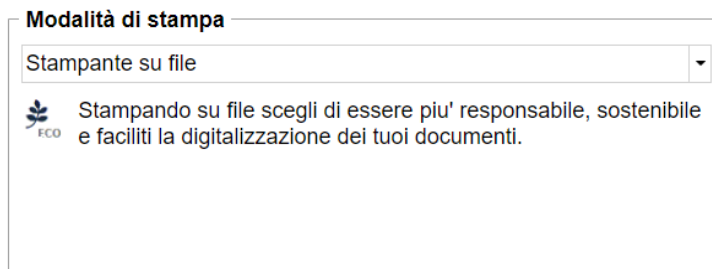 Modalità di stampa
Stampante su file
Stampando su file scegli di essere piu' responsabile, sostenibile
e faciliti la digitalizzazione dei tuoi documenti.
ECO